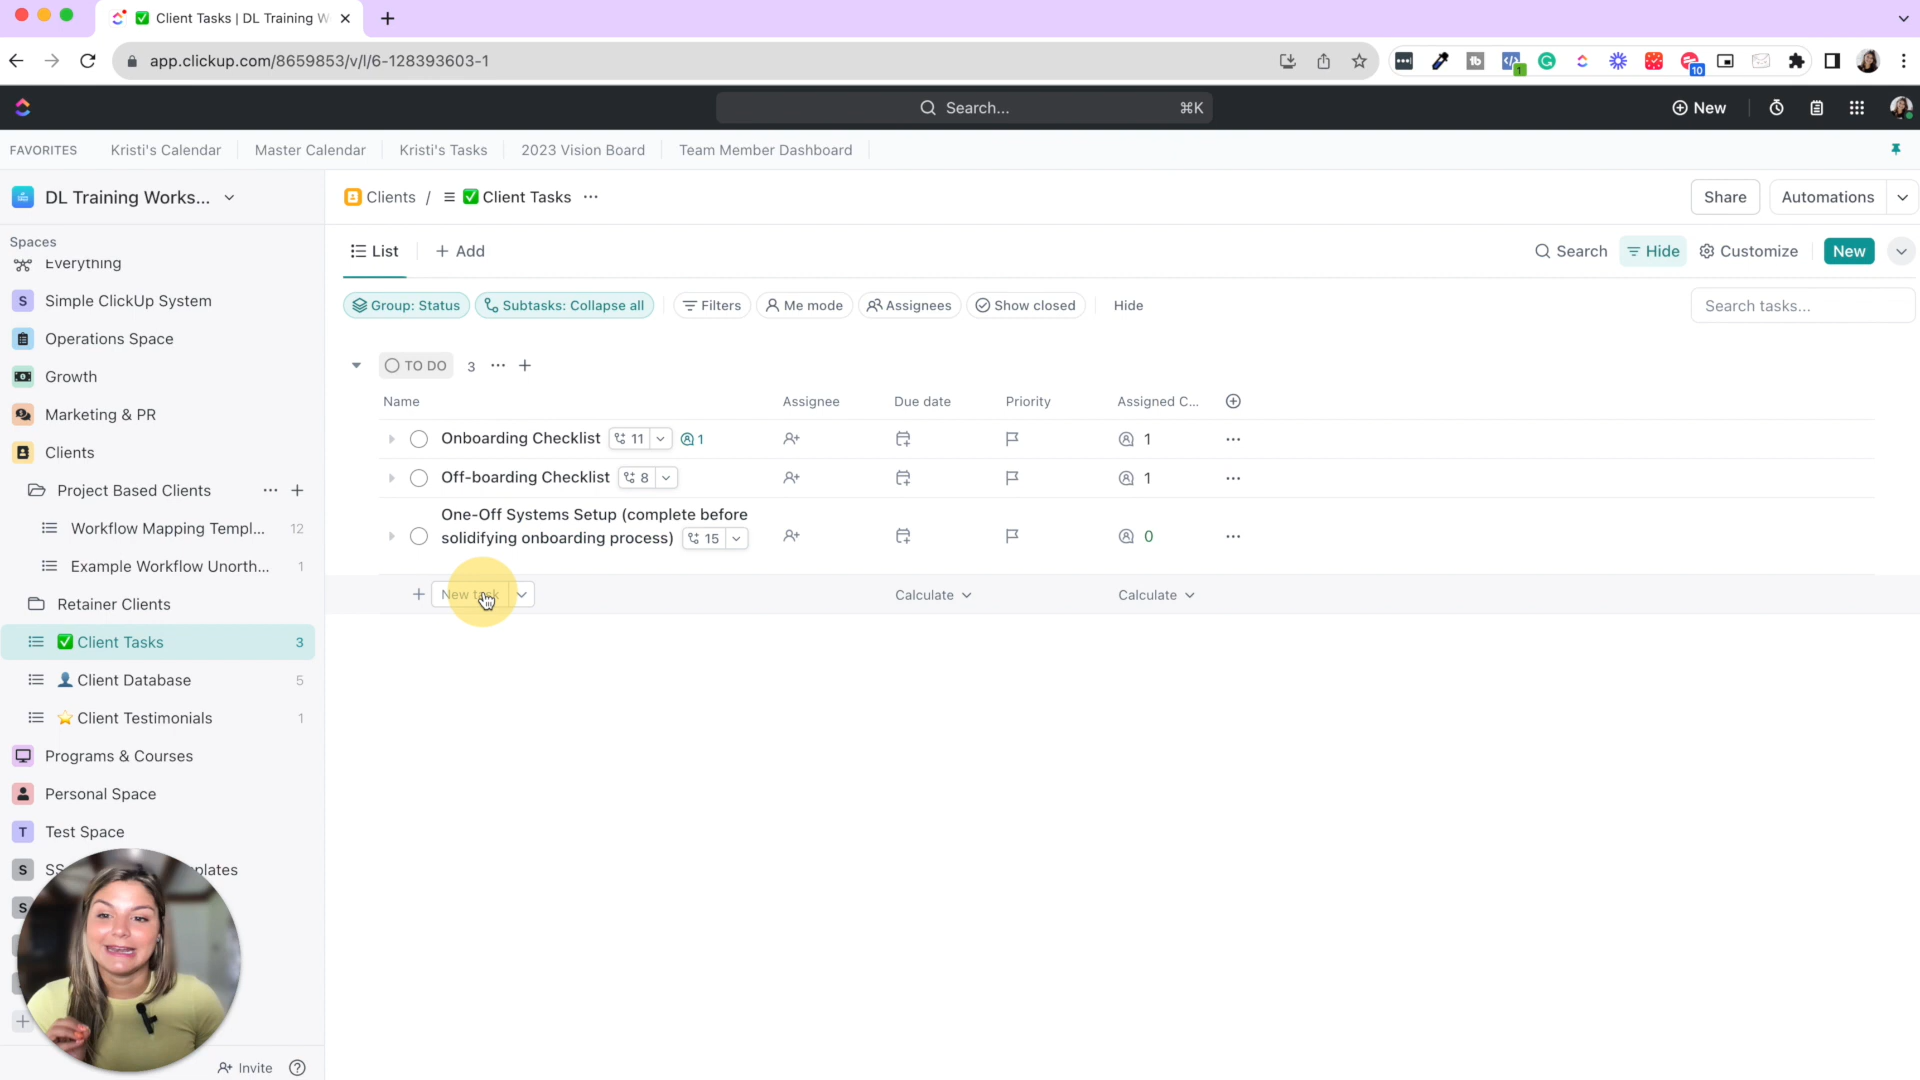 Client Tasks | DL Training W
app.clickup.com/8659853/v/l/6-128393603-1
1
10
Search...
⌘K
New
FAVORITES
Kristi's Calendar
Master Calendar
Kristi's Tasks
2023 Vision Board
Team Member Dashboard
DL Training Works...
Clients / Client Tasks
Share
Automations
Spaces
Everything
S Simple ClickUp System
Operations Space
Growth
Marketing & PR
Clients
Project Based Clients
Workflow Mapping Templ... 12
Example Workflow Unorth... 1
Retainer Clients
Client Tasks 3
Client Database 5
Client Testimonials 1
Programs & Courses
Personal Space
T Test Space
S SS plates
S
Invite
List
+ Add
Search
Hide
Customize
New
Group: Status
Subtasks: Collapse all
Filters
Me mode
Assignees
Show closed
Hide
Search tasks...
TO DO 3
Name Assignee Due date Priority Assigned C...
Onboarding Checklist 11 1 1
Off-boarding Checklist 8 1
One-Off Systems Setup (complete before
solidifying onboarding process) 15 0
New task
Calculate
Calculate